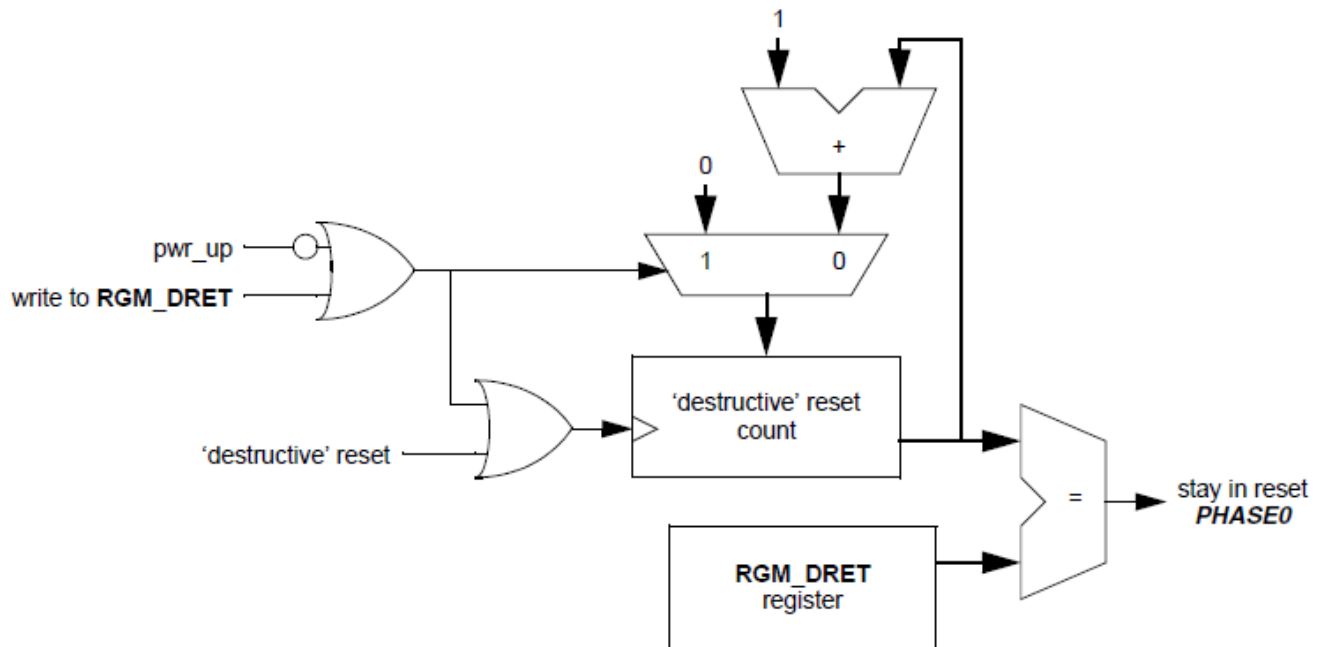 1
+
0
pwr_up
1 0
write to RGM_DRET
'destructive' reset
count
'destructive' reset
=
stay in reset
PHASE0
RGM_DRET
register